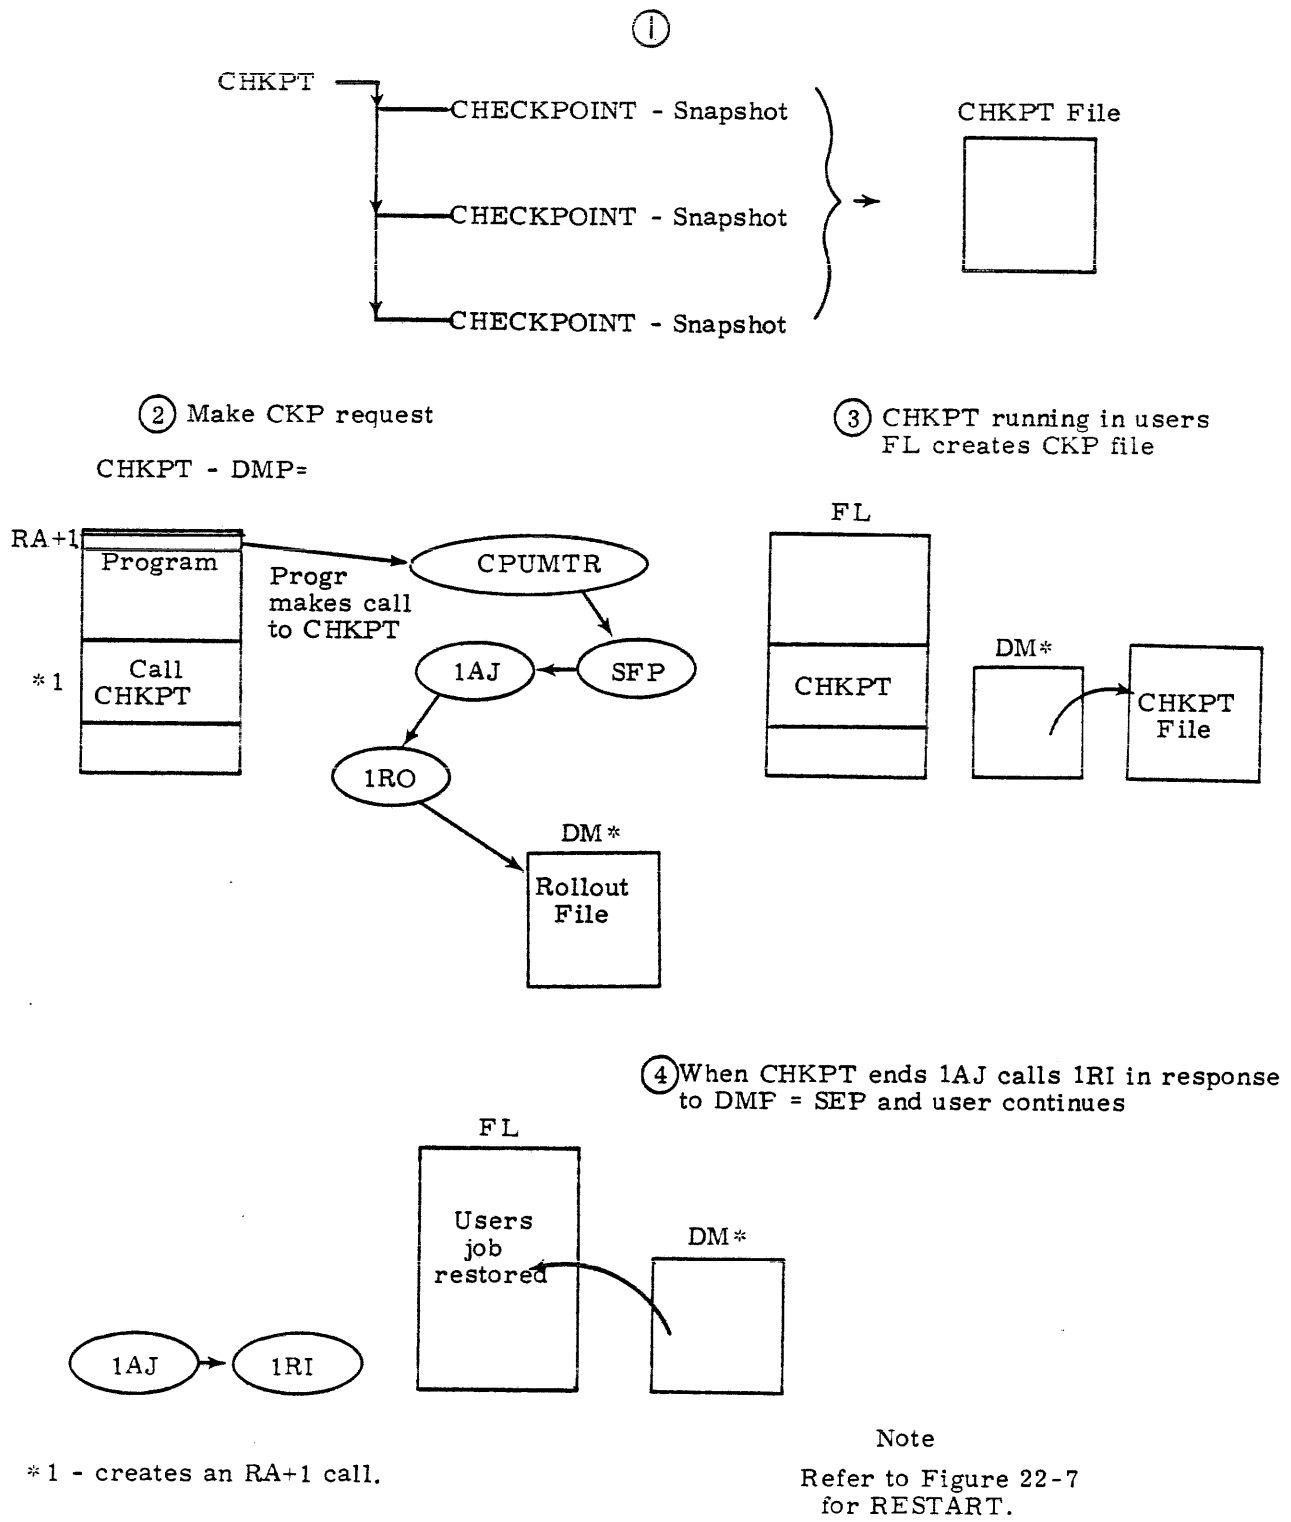 1
CHKPT
CHECKPOINT - Snapshot
CHKPT File
CHECKPOINT - Snapshot
CHECKPOINT - Snapshot
2 Make CKP request
CHKPT - DMP=
3 CHKPT running in users
FL creates CKP file
RA+1
Program
Progr
makes call
to CHKPT
CPUMTR
SFP
1AJ
1RO
*1
Call
CHKPT
DM*
Rollout
File
FL
CHKPT
DM*
CHKPT
File
4 When CHKPT ends 1AJ calls 1RI in response
to DMP = SEP and user continues
FL
Users
job
restored
DM*
1AJ
1RI
*1 - creates an RA+1 call.
Note
Refer to Figure 22-7
for RESTART.